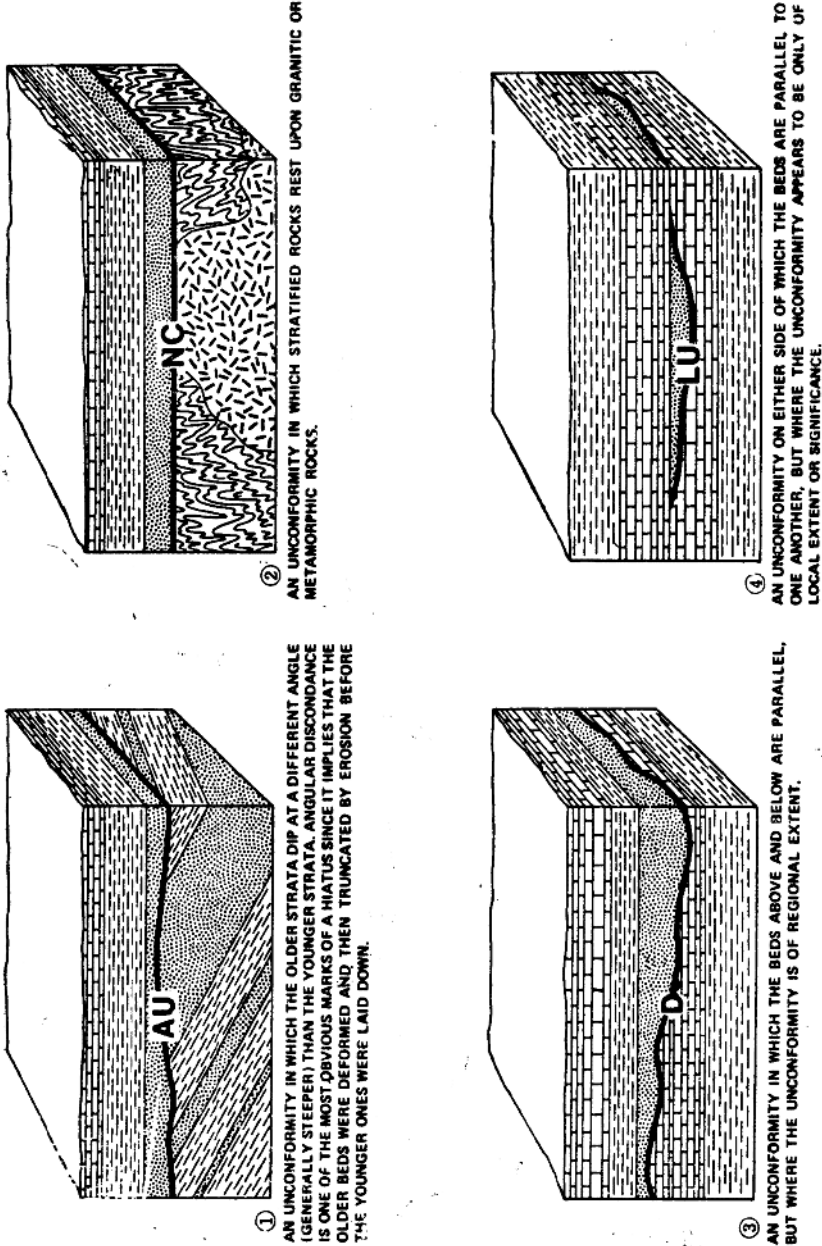 AU
①
AN UNCONFORMITY IN WHICH THE OLDER STRATA DIP AT A DIFFERENT ANGLE
(GENERALLY STEEPER) THAN THE YOUNGER STRATA. ANGULAR DISCONDANCE
IS ONE OF THE MOST OBVIOUS MARKS OF A HIATUS SINCE IT IMPLIES THAT THE
OLDER BEDS WERE DEFORMED AND THEN TRUNCATED BY EROSION BEFORE
THE YOUNGER ONES WERE LAID DOWN.
NC
②
AN UNCONFORMITY IN WHICH STRATIFIED ROCKS REST UPON GRANITIC OR
METAMORPHIC ROCKS.
D
③
AN UNCONFORMITY IN WHICH THE BEDS ABOVE AND BELOW ARE PARALLEL,
BUT WHERE THE UNCONFORMITY IS OF REGIONAL EXTENT.
LU
④
AN UNCONFORMITY ON EITHER SIDE OF WHICH THE BEDS ARE PARALLEL TO
ONE ANOTHER, BUT WHERE THE UNCONFORMITY APPEARS TO BE ONLY OF
LOCAL EXTENT OR SIGNIFICANCE.